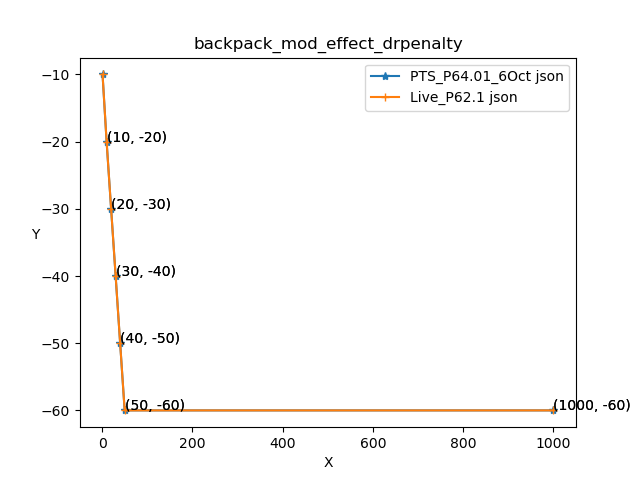 backpack_mod_effect_drpenalty
PTS_P64.01_6Oct json
Live_P62.1 json
−10
−20
−30
−40
−50
−60
Y
(10, -20)
(20, -30)
(30, -40)
(40, -50)
(50, -60)
(1000, -60)
0 200 400 600 800 1000
X